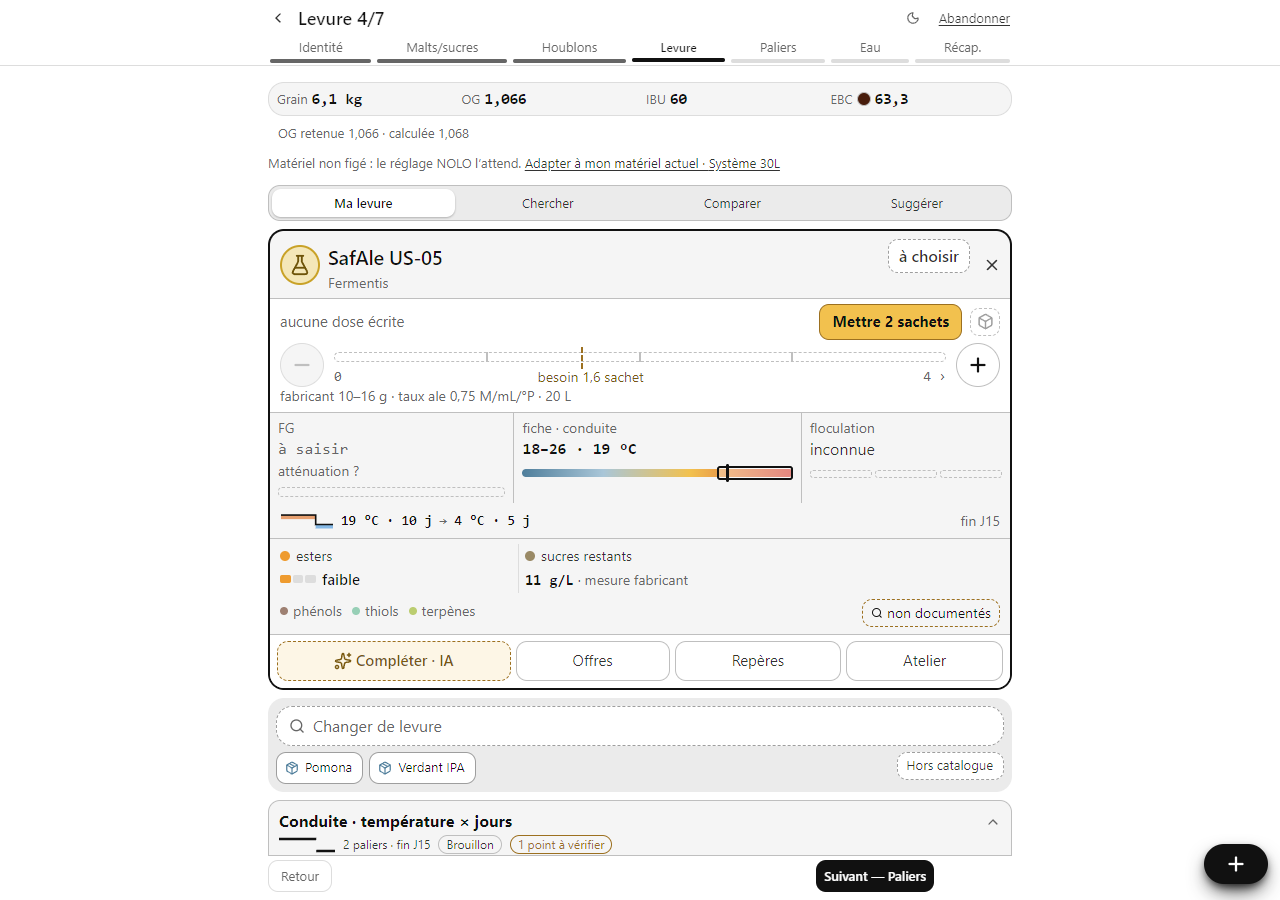 Levure 4/7
Abandonner
Identité Malts/sucres Houblons Levure Paliers Eau Récap.
Grain 6,1 kg OG 1,066 IBU 60 EBC 63,3
OG retenue 1,066 · calculée 1,068
Matériel non figé : le réglage NOLO l'attend. Adapter à mon matériel actuel · Système 30L
Ma levure Chercher Comparer Suggérer
SafAle US-05
à choisir
Fermentis
aucune dose écrite
Mettre 2 sachets
0 besoin 1,6 sachet 4 ›
fabricant 10–16 g · taux ale 0,75 M/mL/°P · 20 L
FG fiche · conduite floculation
à saisir 18–26 · 19 °C inconnue
atténuation ?
19 °C · 10 j → 4 °C · 5 j fin J15
esters sucres restants
faible 11 g/L · mesure fabricant
phénols thiols terpènes non documentés
Compléter · IA Offres Repères Atelier
Changer de levure
Pomona Verdant IPA Hors catalogue
Conduite · température × jours
2 paliers · fin J15 Brouillon 1 point à vérifier
Retour Suivant — Paliers